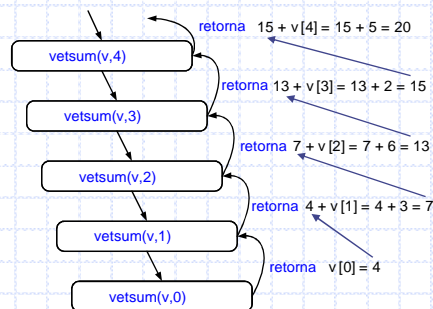 retorna 15 + v [4] = 15 + 5 = 20
vetsum(v,4)
retorna 13 + v [3] = 13 + 2 = 15
vetsum(v,3)
retorna 7 + v [2] = 7 + 6 = 13
vetsum(v,2)
retorna 4 + v [1] = 4 + 3 = 7
vetsum(v,1)
retorna v [0] = 4
vetsum(v,0)